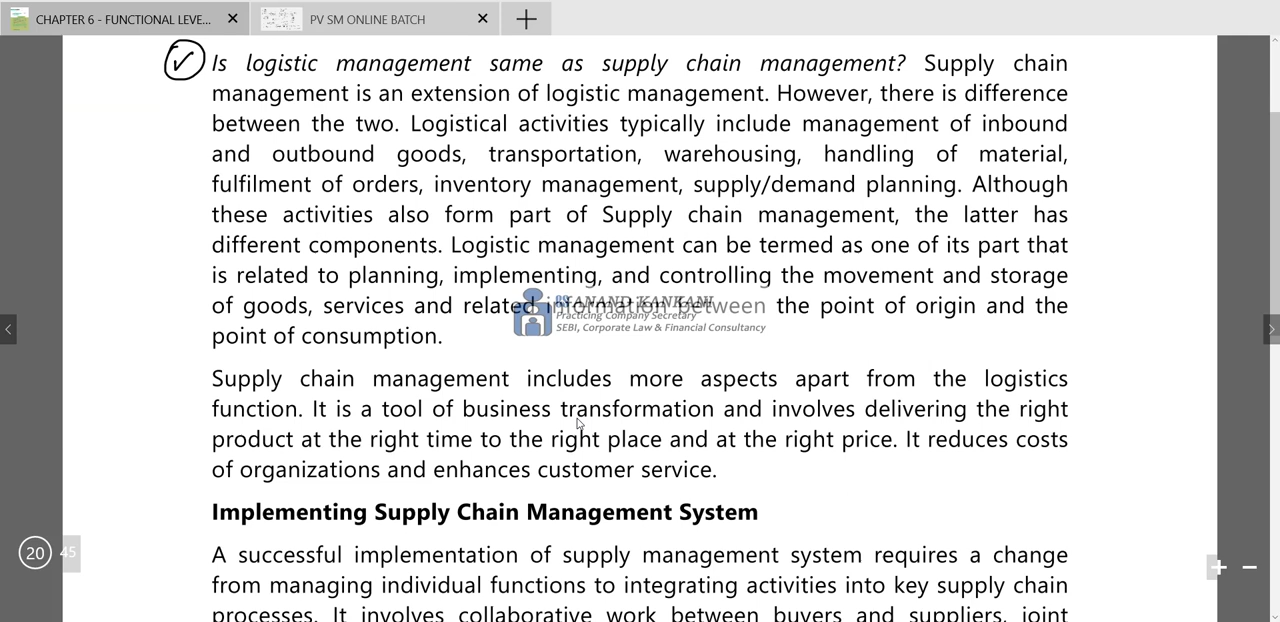 CHAPTER 6 - FUNCTIONAL LEVE...
PV SM ONLINE BATCH
Is logistic management same as supply chain management? Supply chain
management is an extension of logistic management. However, there is difference
between the two. Logistical activities typically include management of inbound
and outbound goods, transportation, warehousing, handling of material,
fulfilment of orders, inventory management, supply/demand planning. Although
these activities also form part of Supply chain management, the latter has
different components. Logistic management can be termed as one of its part that
is related to planning, implementing, and controlling the movement and storage
of goods, services and related information between the point of origin and the
ANAND KANKANI
Practicing Company Secretary
SEBI, Corporate Law & Financial Consultancy
point of consumption.
Supply chain management includes more aspects apart from the logistics
function. It is a tool of business transformation and involves delivering the right
product at the right time to the right place and at the right price. It reduces costs
of organizations and enhances customer service.
Implementing Supply Chain Management System
20 45
A successful implementation of supply management system requires a change
from managing individual functions to integrating activities into key supply chain
processes. It involves collaborative work between buyers and suppliers, joint